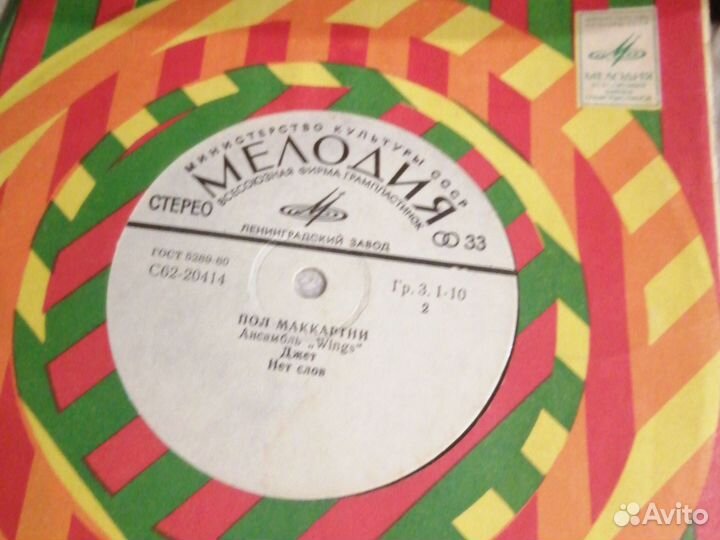 МИНИСТЕРСТВО КУЛЬТУРЫ СССР
МЕЛОДИЯ
ВСЕСОЮЗНАЯ ФИРМА ГРАМПЛАСТИНОК
СТЕРЕО
33
ЛЕНИНГРАДСКИЙ ЗАВОД
ГОСТ 5289-80
С62-20414
Гр. 3. 1-10
2
ПОЛ МАККАРТНИ
Ансамбль „Wings"
Джет
Нет слов
МЕЛОДИЯ
Avito